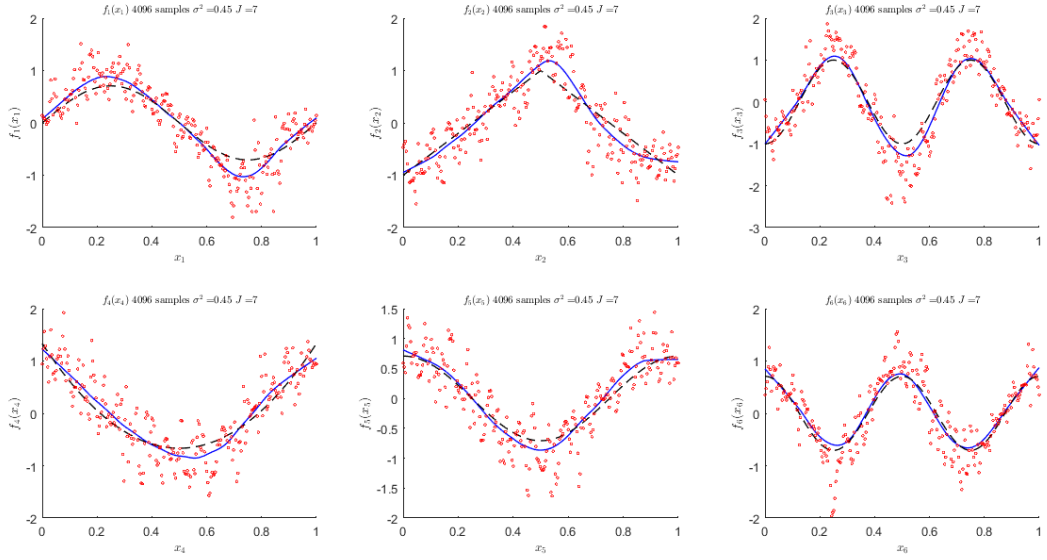 f₁(x₁) 4096 samples σ² =0.45 J =7
2
1
0
-1
-2
f₁(x₁)
0 0.2 0.4 0.6 0.8 1
x₁
f₂(x₂) 4096 samples σ² =0.45 J =7
2
1
0
-1
-2
f₂(x₂)
0 0.2 0.4 0.6 0.8 1
x₂
f₃(x₃) 4096 samples σ² =0.45 J =7
2
1
0
-1
-2
-3
f₃(x₃)
0 0.2 0.4 0.6 0.8 1
x₃
f₄(x₄) 4096 samples σ² =0.45 J =7
2
1
0
-1
-2
f₄(x₄)
0 0.2 0.4 0.6 0.8 1
x₄
f₅(x₅) 4096 samples σ² =0.45 J =7
1.5
1
0.5
0
-0.5
-1
-1.5
-2
f₅(x₅)
0 0.2 0.4 0.6 0.8 1
x₅
f₆(x₆) 4096 samples σ² =0.45 J =7
2
1
0
-1
-2
f₆(x₆)
0 0.2 0.4 0.6 0.8 1
x₆